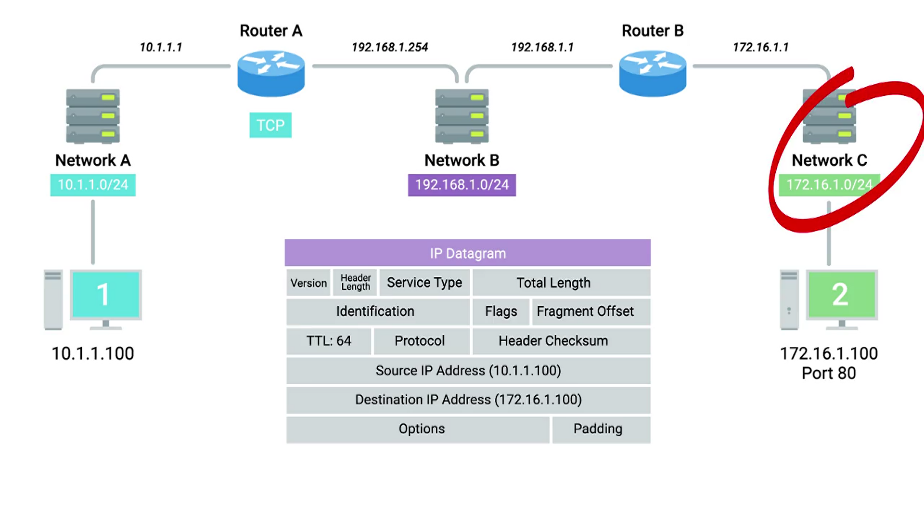 Router A
Router B
10.1.1.1
192.168.1.254
192.168.1.1
172.16.1.1
TCP
Network A
Network B
Network C
10.1.1.0/24
192.168.1.0/24
172.16.1.0/24
IP Datagram
Version
Header Length
Service Type
Total Length
Identification
Flags
Fragment Offset
TTL: 64
Protocol
Header Checksum
Source IP Address (10.1.1.100)
Destination IP Address (172.16.1.100)
Options
Padding
1
10.1.1.100
2
172.16.1.100
Port 80